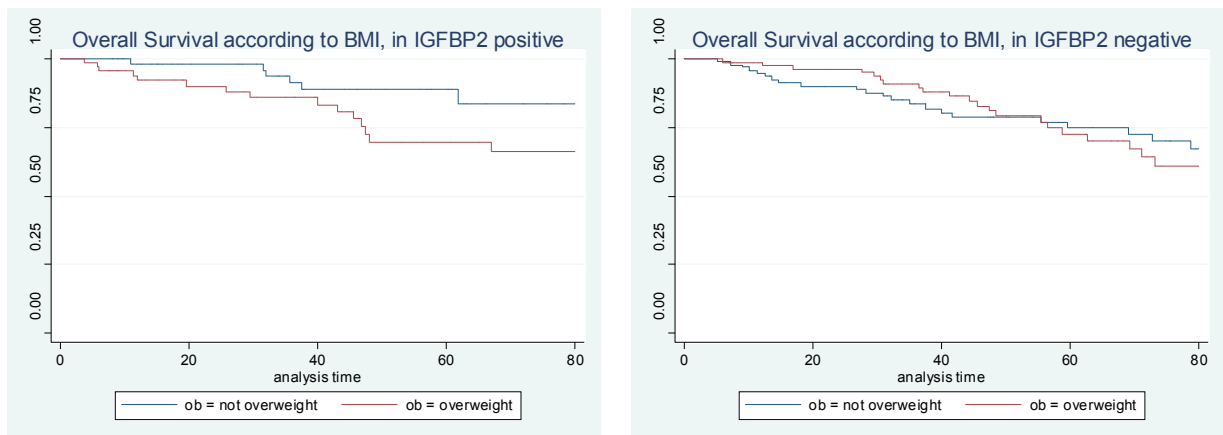 Overall Survival according to BMI, in IGFBP2 positive
1.00
0.75
0.50
0.25
0.00
0 20 40 60 80
analysis time
ob = not overweight ob = overweight
Overall Survival according to BMI, in IGFBP2 negative
1.00
0.75
0.50
0.25
0.00
0 20 40 60 80
analysis time
ob = not overweight ob = overweight